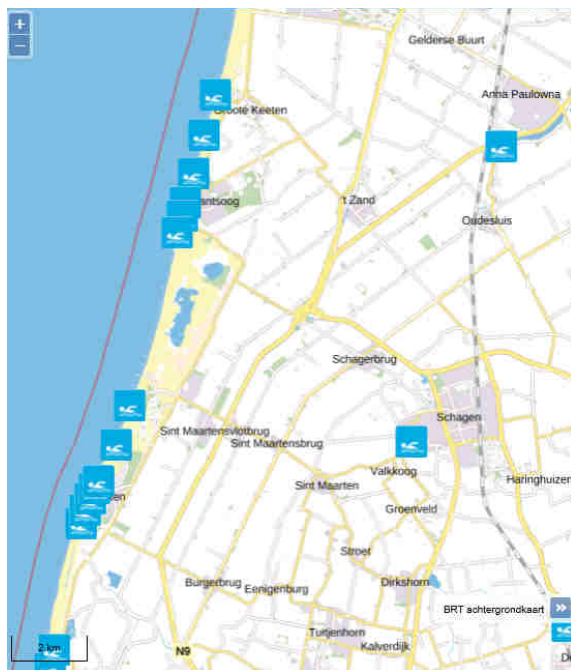 +
−
Gelderse Buurt
Anna Paulowna
Groote Keeten
't Zand
Oudesluis
Schagerbrug
Schagen
Sint Maartensvlotbrug
Sint Maartensbrug
Valkkoog
Haringhuizen
Sint Maarten
Groenveld
Stroet
Burgerbrug
Eenigenburg
Dirkshorn
BRT achtergrondkaart »
Tuitjenhorn
2 km
N9
Kalverdijk